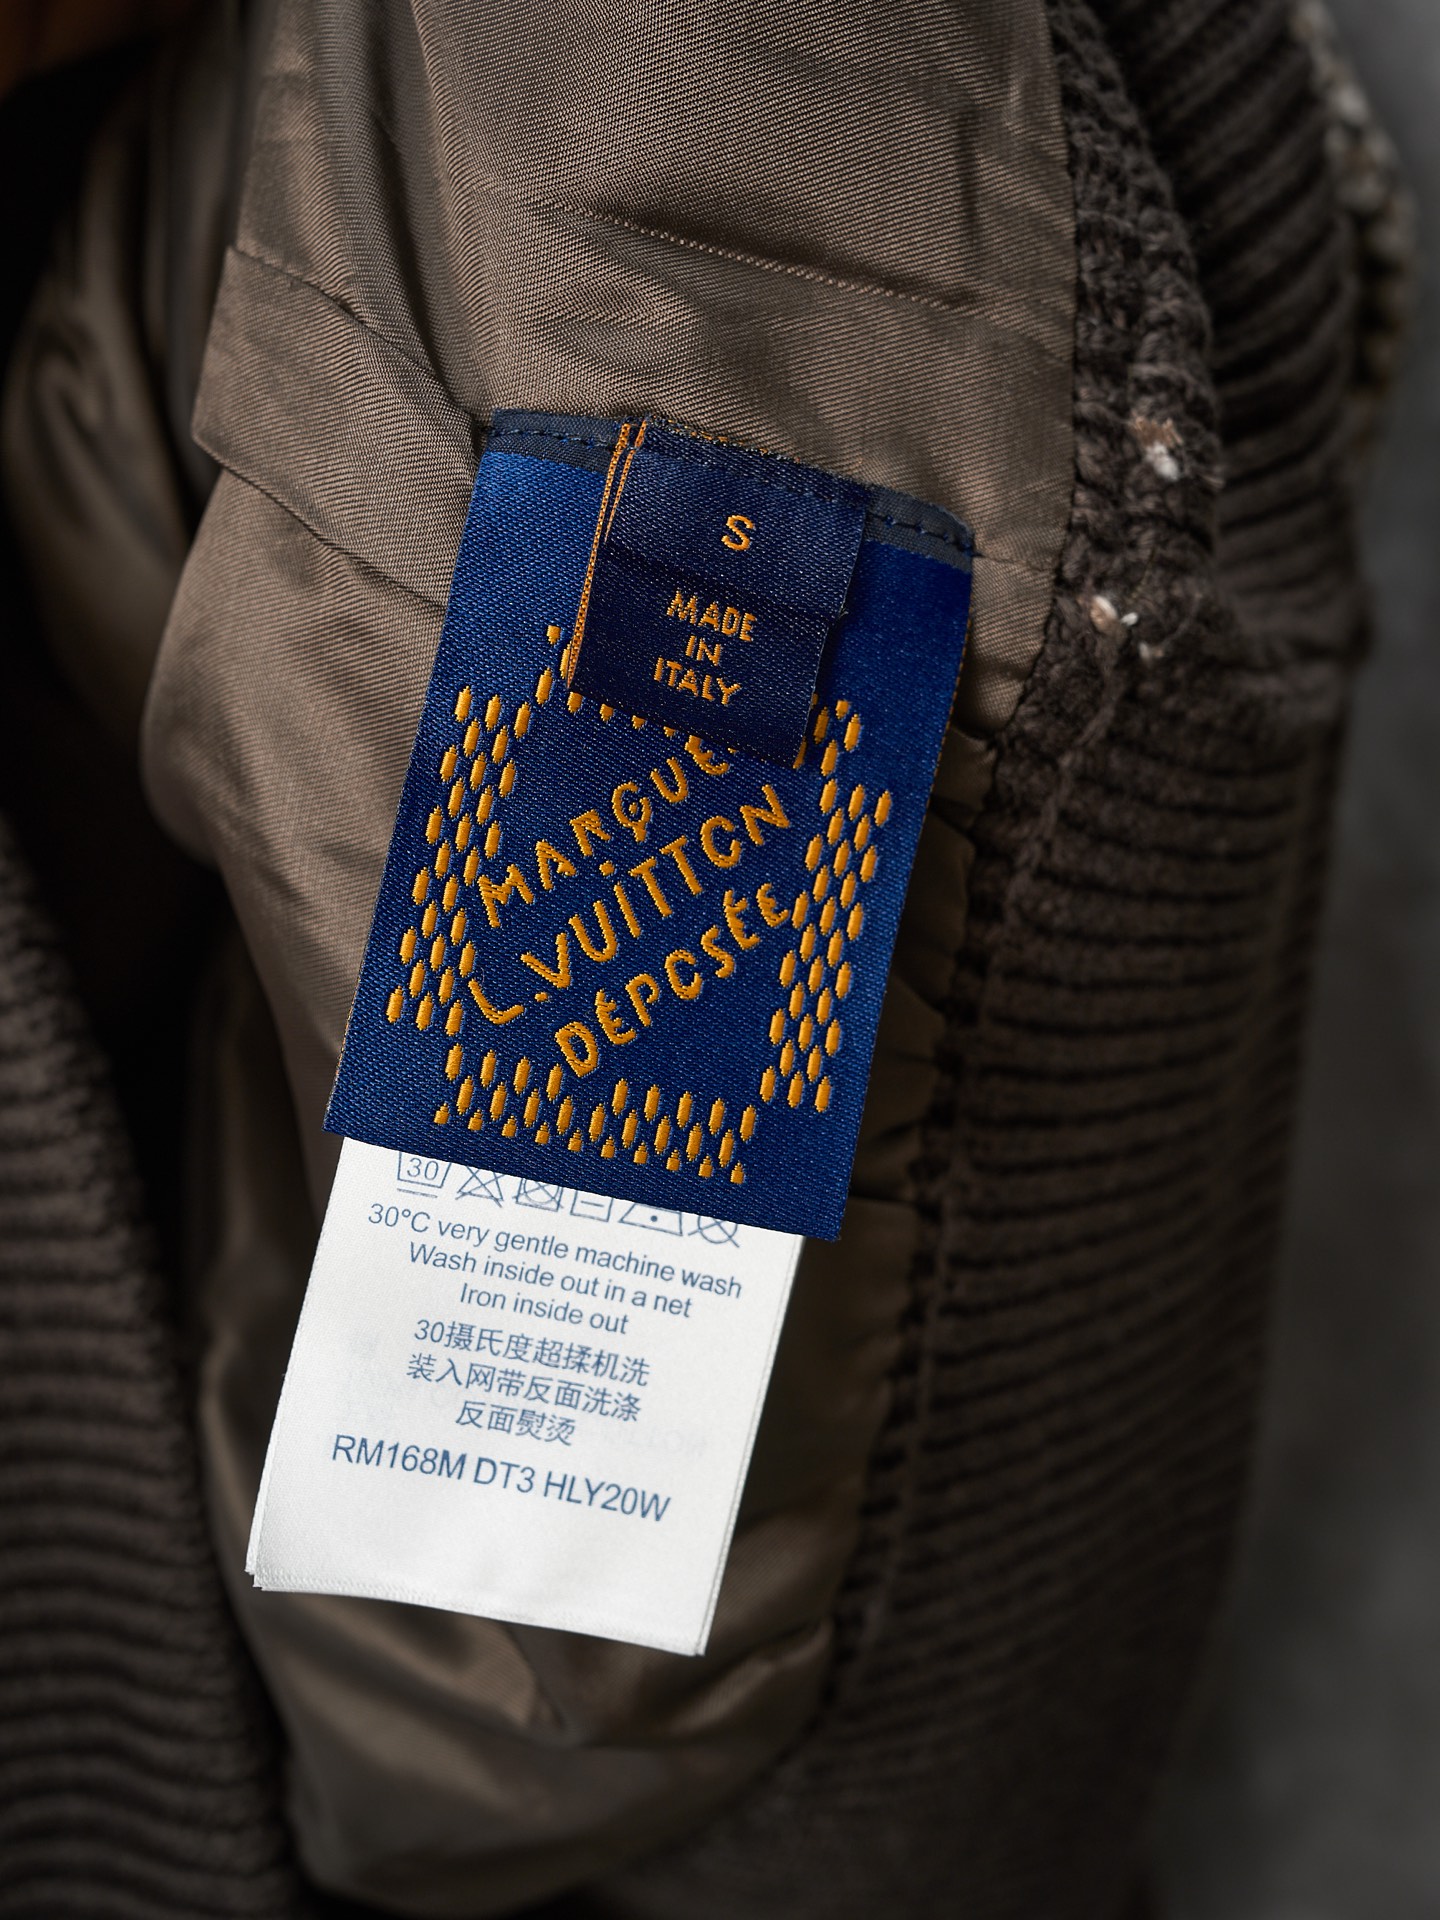 S
MADE
IN
ITALY
MARQUE
L.VUITTON
DÉPOSÉE
30
30°C very gentle machine wash
Wash inside out in a net
Iron inside out
30摄氏度超揉机洗
装入网带反面洗涤
反面熨烫
RM168M DT3 HLY20W